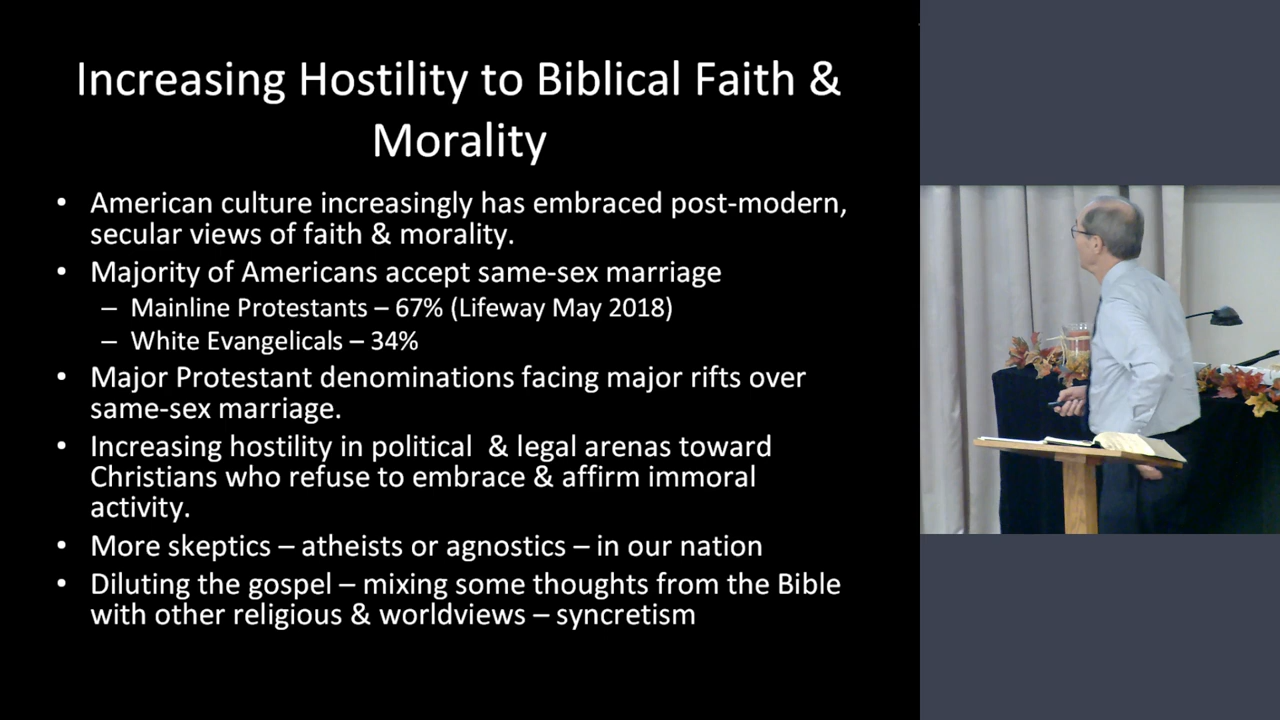 Increasing Hostility to Biblical Faith &
Morality
• American culture increasingly has embraced post-modern,
secular views of faith & morality.
• Majority of Americans accept same-sex marriage
– Mainline Protestants – 67% (Lifeway May 2018)
– White Evangelicals – 34%
• Major Protestant denominations facing major rifts over
same-sex marriage.
• Increasing hostility in political & legal arenas toward
Christians who refuse to embrace & affirm immoral
activity.
• More skeptics – atheists or agnostics – in our nation
• Diluting the gospel – mixing some thoughts from the Bible
with other religious & worldviews – syncretism